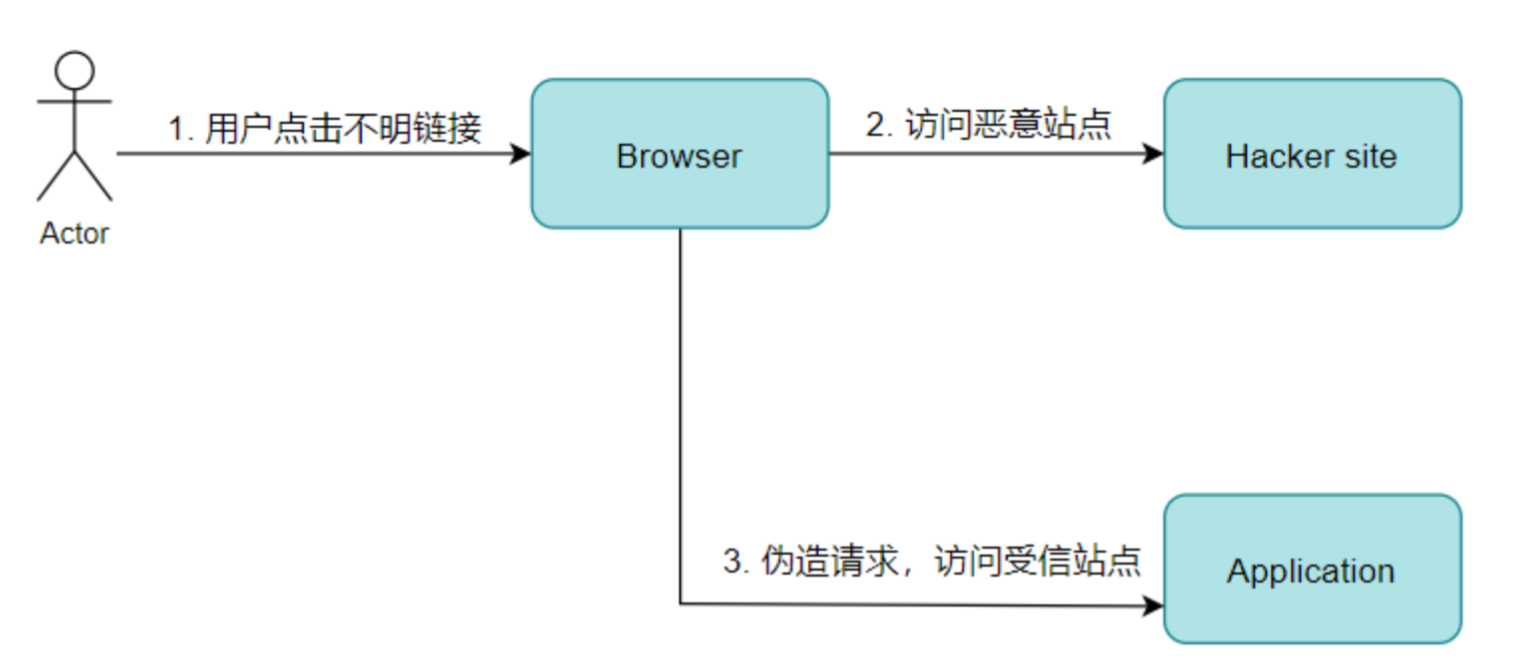 1. 用户点击不明链接
2. 访问恶意站点
Browser
Hacker site
Actor
3. 伪造请求，访问受信站点
Application